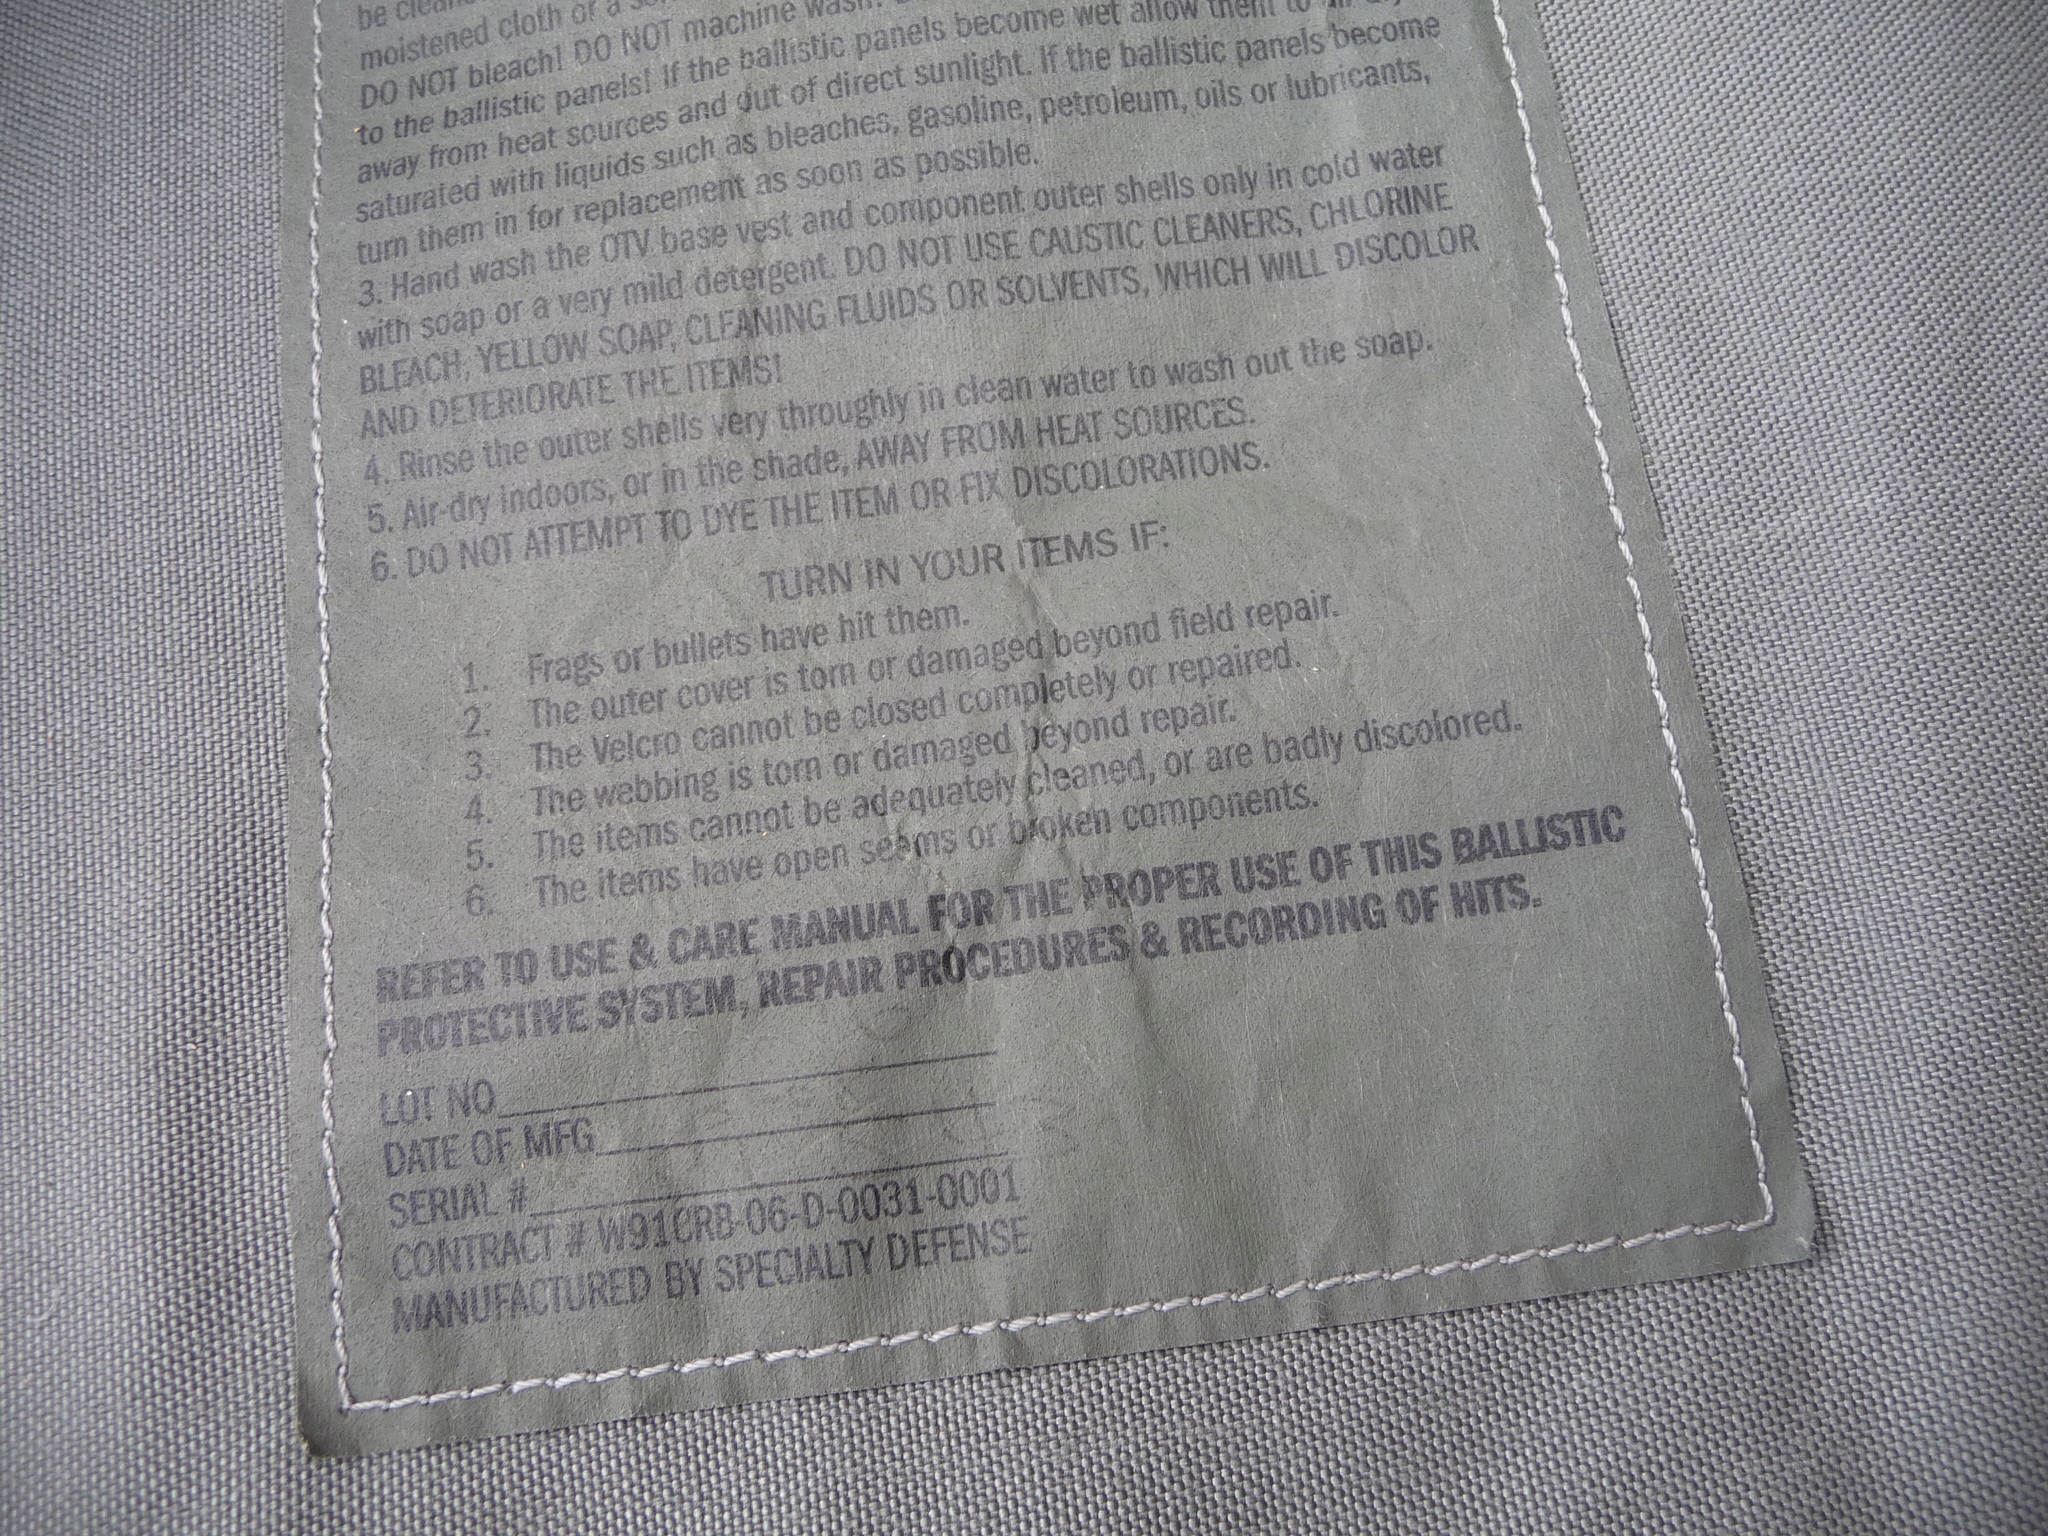 be cleane
moistened cloth or a so
DO NOT bleach! DO NOT machine wash!
to the ballistic panels! If the ballistic panels become wet allow them to
away from heat sources and out of direct sunlight. If the ballistic panels become
saturated with liquids such as bleaches, gasoline, petroleum, oils or lubricants,
turn them in for replacement as soon as possible.
3. Hand wash the OTV base vest and component outer shells only in cold water
with soap or a very mild detergent. DO NOT USE CAUSTIC CLEANERS, CHLORINE
BLEACH, YELLOW SOAP, CLEANING FLUIDS OR SOLVENTS, WHICH WILL DISCOLOR
AND DETERIORATE THE ITEMS!
4. Rinse the outer shells very throughly in clean water to wash out the soap.
5. Air-dry indoors, or in the shade, AWAY FROM HEAT SOURCES.
6. DO NOT ATTEMPT TO DYE THE ITEM OR FIX DISCOLORATIONS.
TURN IN YOUR ITEMS IF:
1. Frags or bullets have hit them.
2. The outer cover is torn or damaged beyond field repair.
3. The Velcro cannot be closed completely or repaired.
4. The webbing is torn or damaged beyond repair.
5. The items cannot be adequately cleaned, or are badly discolored.
6. The items have open seams or broken components.
REFER TO USE & CARE MANUAL FOR THE PROPER USE OF THIS BALLISTIC
PROTECTIVE SYSTEM, REPAIR PROCEDURES & RECORDING OF HITS.
LOT NO
DATE OF MFG
SERIAL #
CONTRACT # W91CRB-06-D-0031-0001
MANUFACTURED BY SPECIALTY DEFENSE